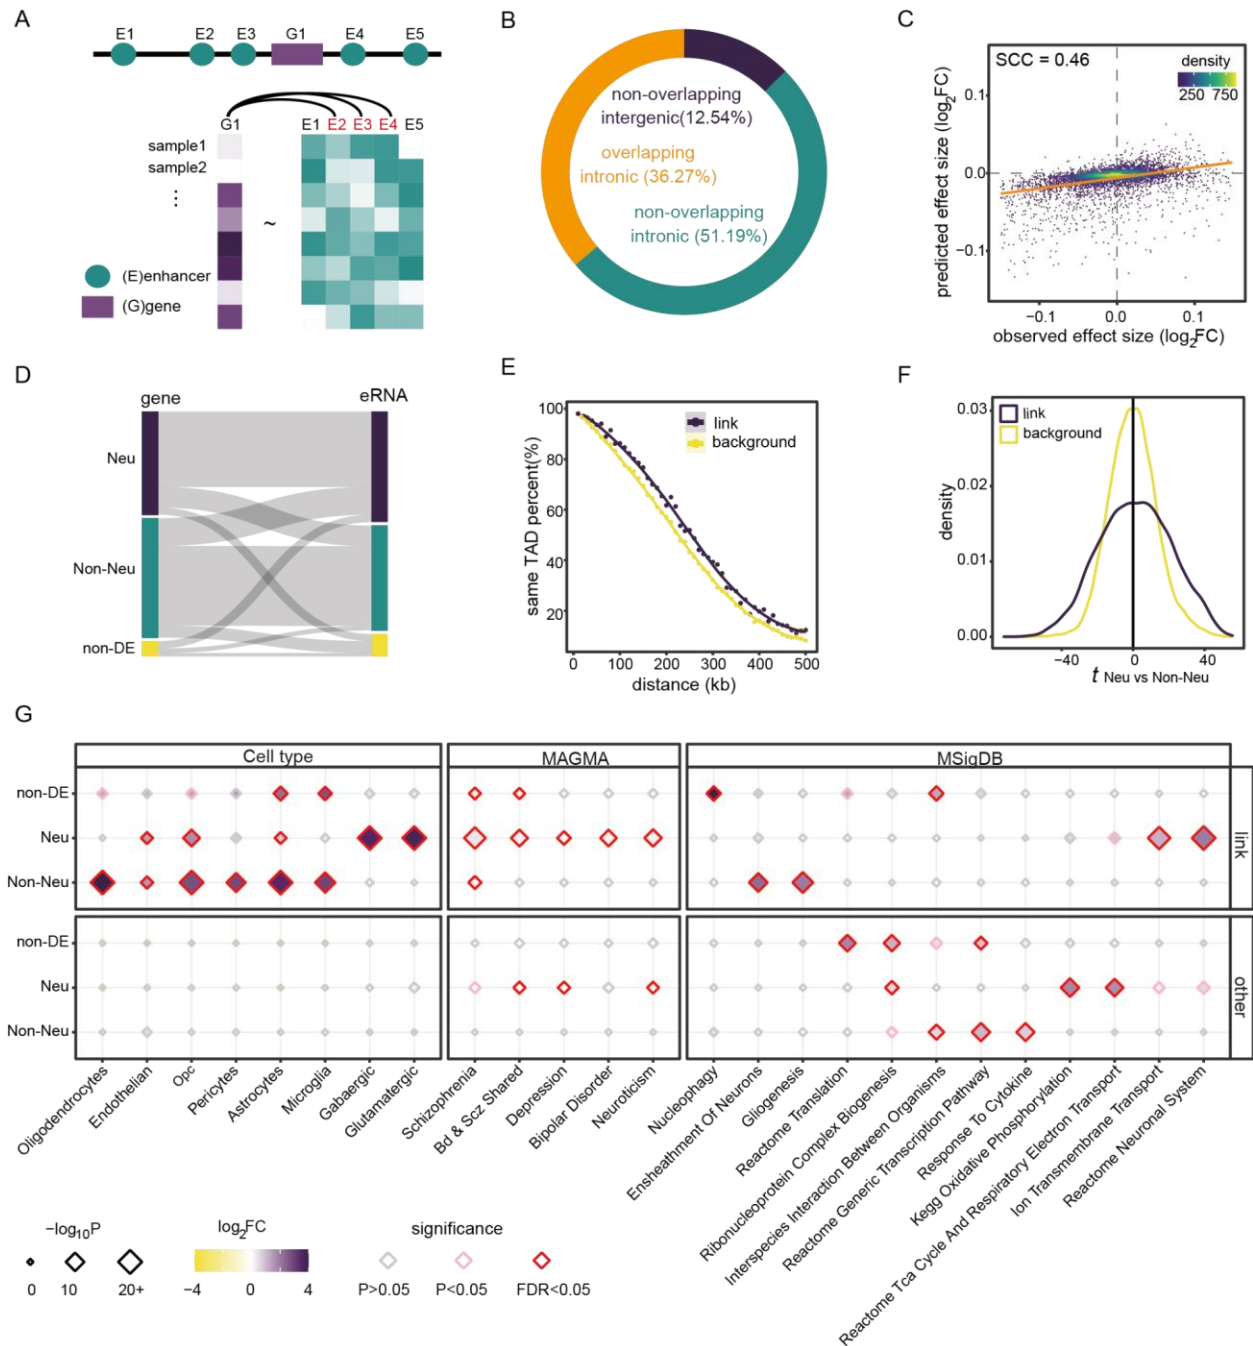 A
E1 E2 E3 G1 E4 E5
G1 E1 E2 E3 E4 E5
sample1
sample2
⋮
~
(E)enhancer
(G)gene
B
non-overlapping
intergenic(12.54%)
overlapping
intronic (36.27%)
non-overlapping
intronic (51.19%)
C
SCC = 0.46
density
250 750
predicted effect size (log2FC)
0.1
0.0
−0.1
−0.1 0.0 0.1
observed effect size (log2FC)
D
gene eRNA
Neu
Non-Neu
non-DE
E
same TAD percent(%)
100
80
60
40
20
link
background
0 100 200 300 400 500
distance (kb)
F
density
0.03
0.02
0.01
0.00
link
background
−40 0 40
t Neu vs Non-Neu
G
Cell type MAGMA MSigDB
non-DE
Neu
Non-Neu
link
non-DE
Neu
Non-Neu
other
Oligodendrocytes
Endothelian
Opc
Pericytes
Astrocytes
Microglia
Gabaergic
Glutamatergic
Schizophrenia
Bd & Scz Shared
Depression
Bipolar Disorder
Neuroticism
Nucleophagy
Ensheathment Of Neurons
Gliogenesis
Reactome Translation
Ribonucleoprotein Complex Biogenesis
Interspecies Interaction Between Organisms
Reactome Generic Transcription Pathway
Response To Cytokine
Kegg Oxidative Phosphorylation
Reactome Tca Cycle And Respiratory Electron Transport
Ion Transmembrane Transport
Reactome Neuronal System
−log10P
0 10 20+
log2FC
−4 0 4
significance
P>0.05 P<0.05 FDR<0.05